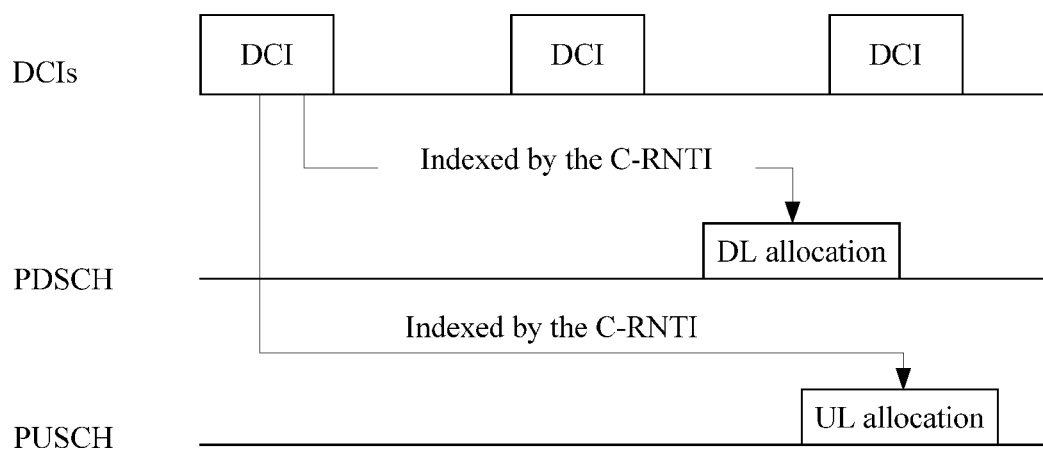 DCIs
DCI
DCI
DCI
Indexed by the C-RNTI
DL allocation
PDSCH
Indexed by the C-RNTI
UL allocation
PUSCH